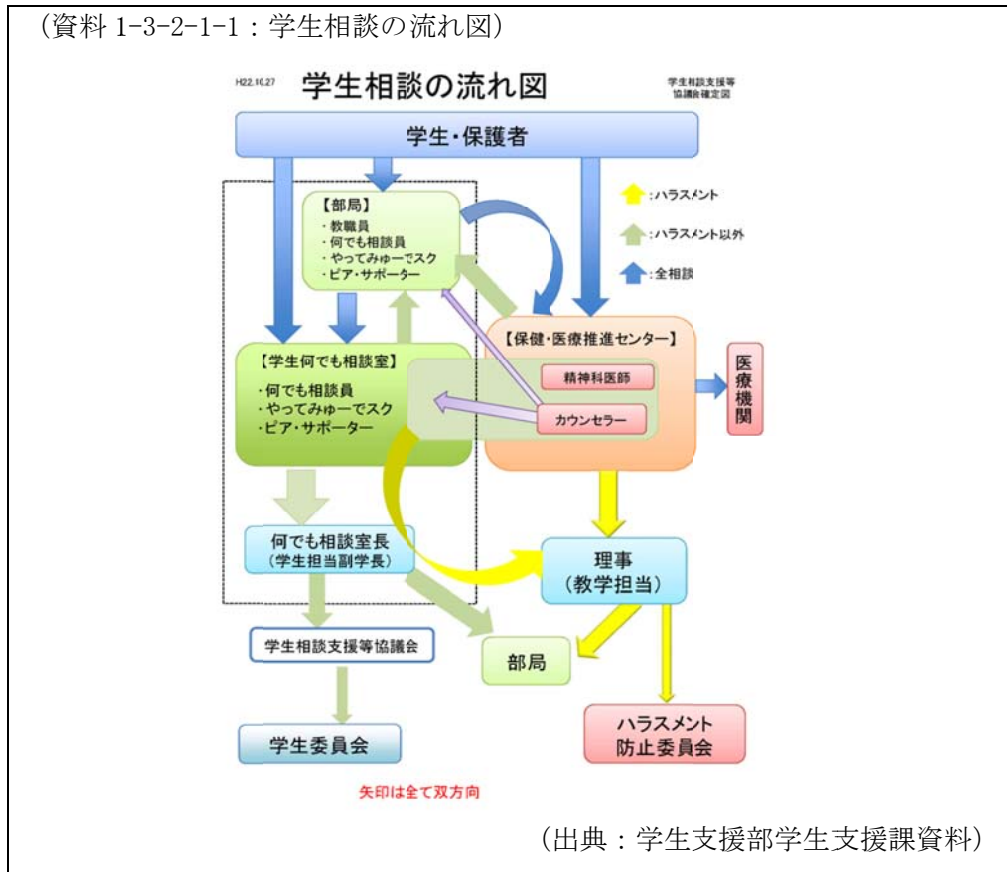 （資料 1-3-2-1-1：学生相談の流れ図）
H22.10.27
学生相談の流れ図
学生相談支援等
協議会確定図
学生・保護者
【部局】
・教職員
・何でも相談員
・やってみゅーでスク
・ピア・サポーター
：ハラスメント
：ハラスメント以外
：全相談
【学生何でも相談室】
・何でも相談員
・やってみゅーでスク
・ピア・サポーター
【保健・医療推進センター】
精神科医師
カウンセラー
医療機関
何でも相談室長
（学生担当副学長）
理事
（教学担当）
学生相談支援等協議会
部局
学生委員会
ハラスメント
防止委員会
矢印は全て双方向
（出典：学生支援部学生支援課資料）